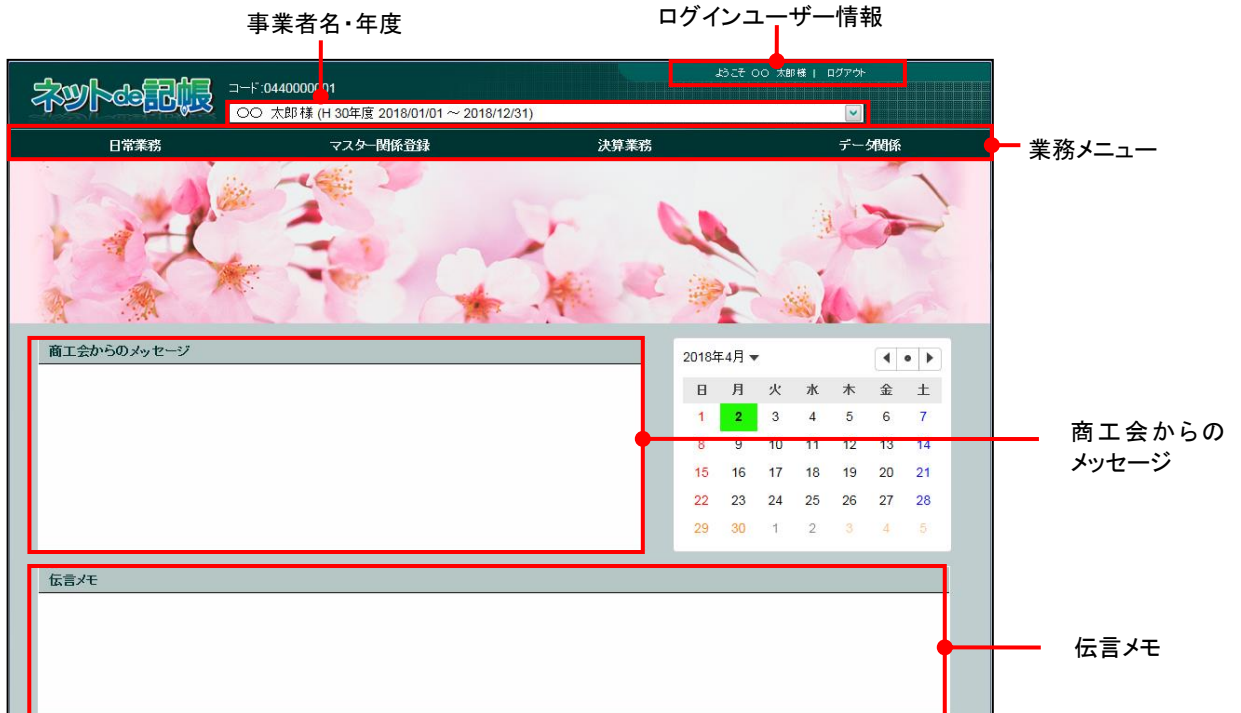 事業者名・年度
ログインユーザー情報
ようこそ 〇〇 太郎 様 | ログアウト
ネットde記帳
コード:0440000001
〇〇 太郎 様 (H 30年度 2018/01/01 ～ 2018/12/31)
日常業務 マスター関係登録 決算業務 データ関係
業務メニュー
商工会からのメッセージ
2018年4月
日 月 火 水 木 金 土
1 2 3 4 5 6 7
8 9 10 11 12 13 14
15 16 17 18 19 20 21
22 23 24 25 26 27 28
29 30 1 2 3 4 5
商工会からの
メッセージ
伝言メモ
伝言メモ